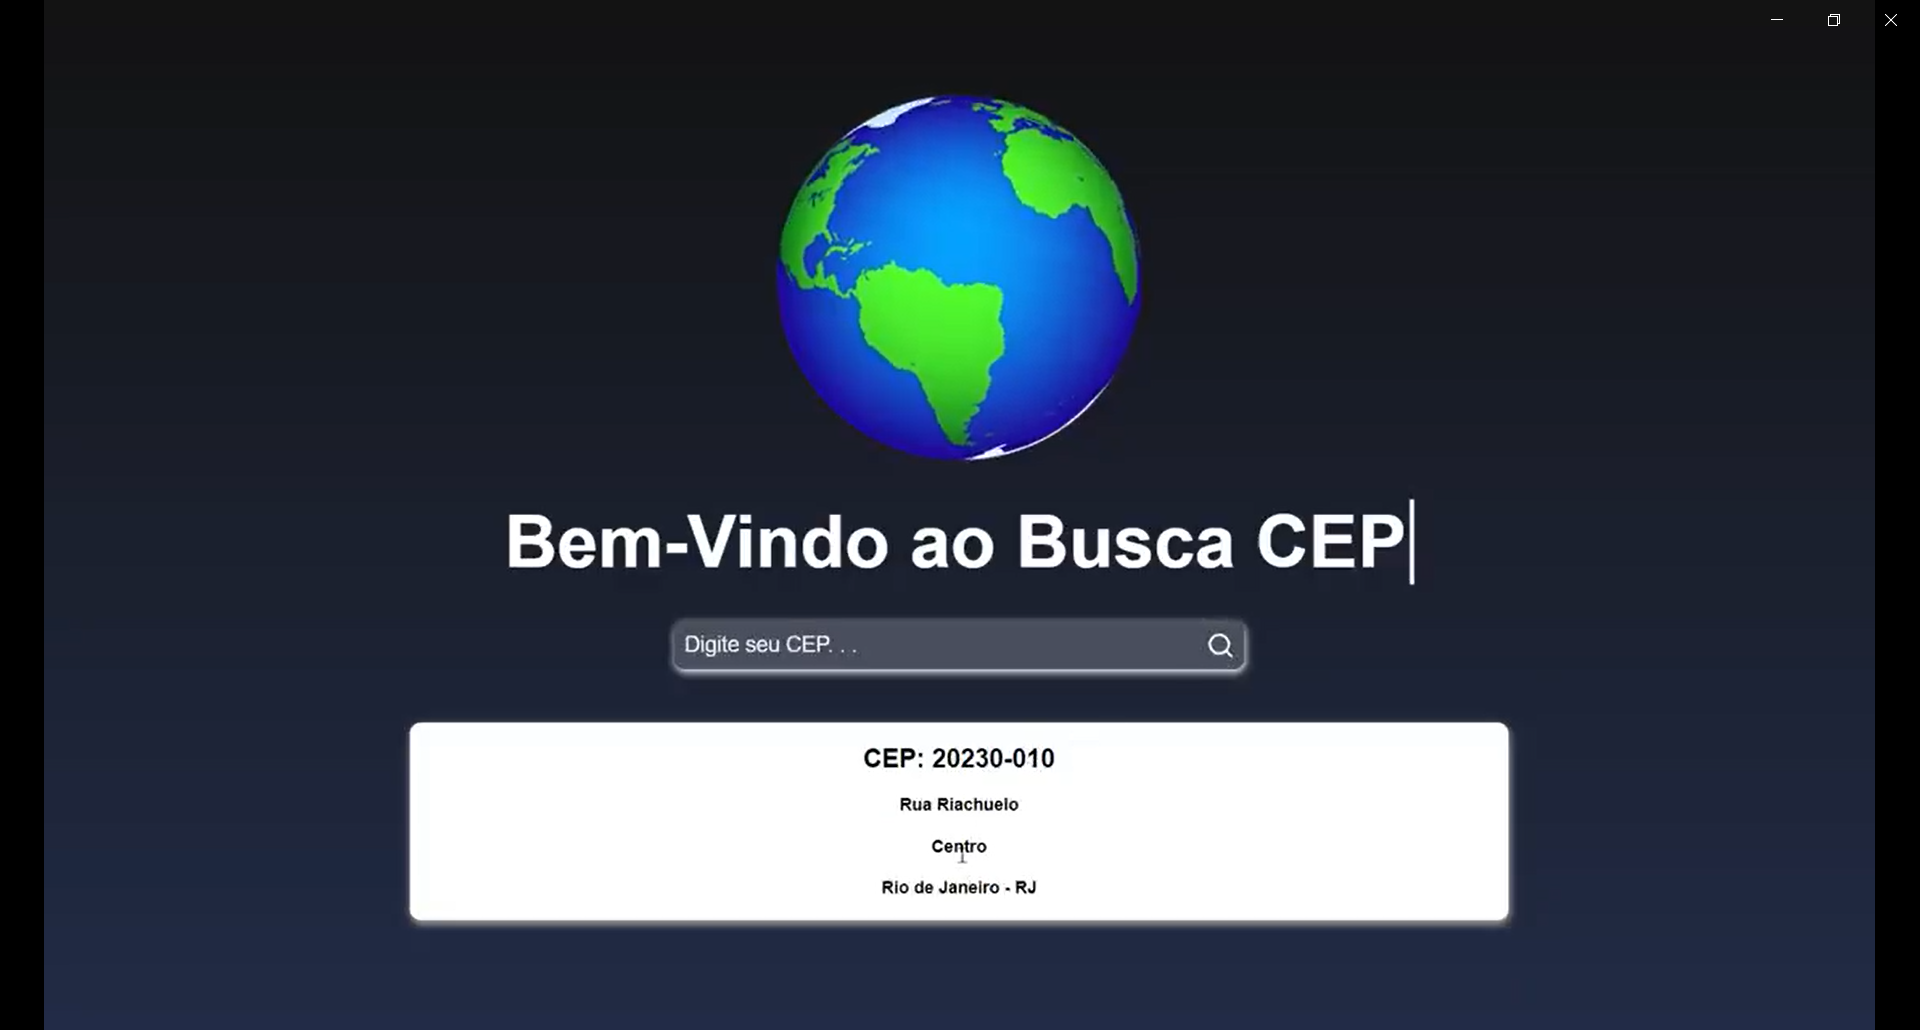 Bem-Vindo ao Busca CEP|
Digite seu CEP. . .
CEP: 20230-010
Rua Riachuelo
Centro
Rio de Janeiro - RJ